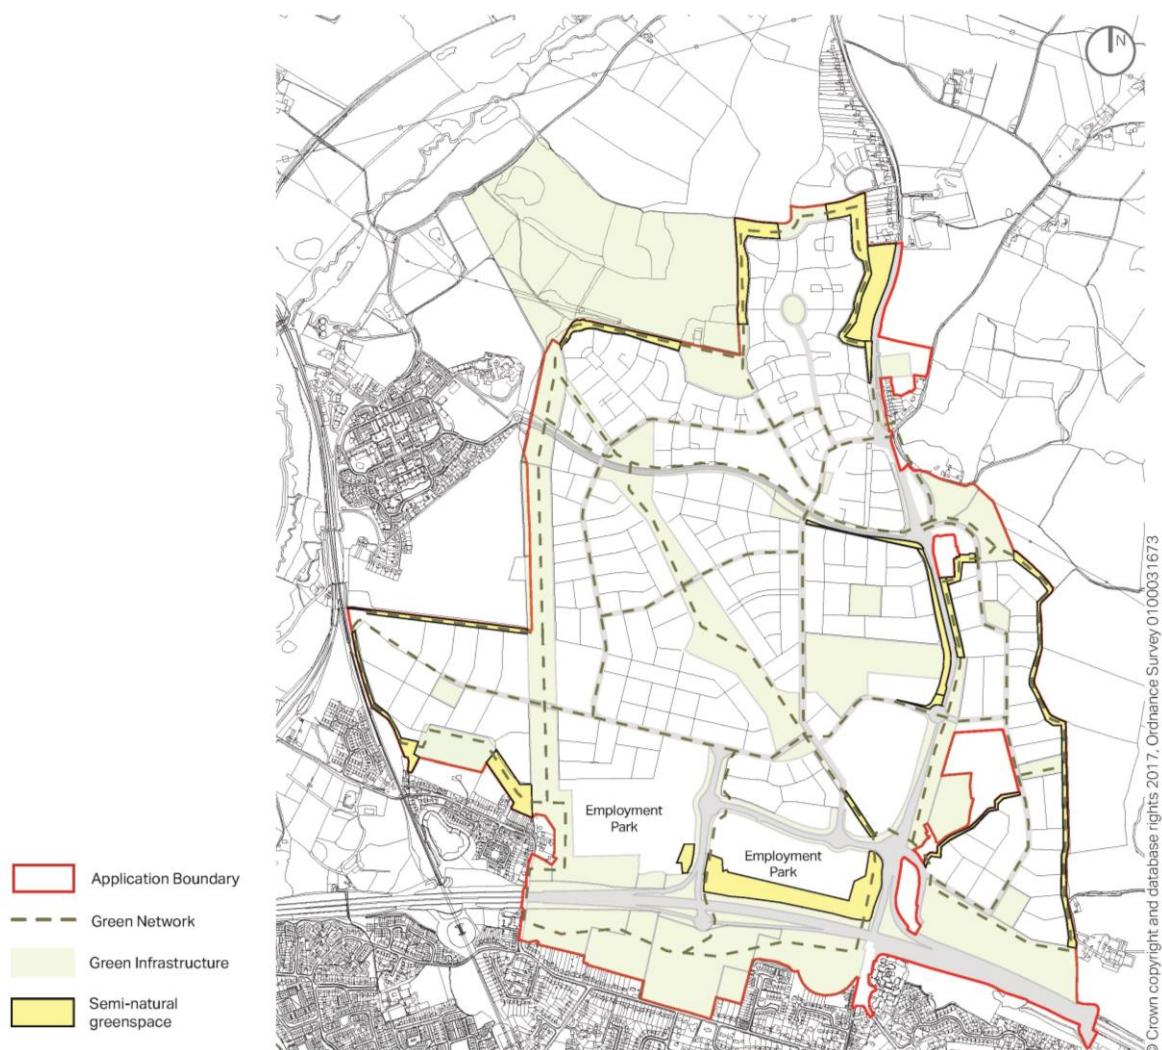 N
Employment
Park
Employment
Park
Application Boundary
Green Network
Green Infrastructure
Semi-natural
greenspace
© Crown copyright and database rights 2017, Ordnance Survey 0100031673